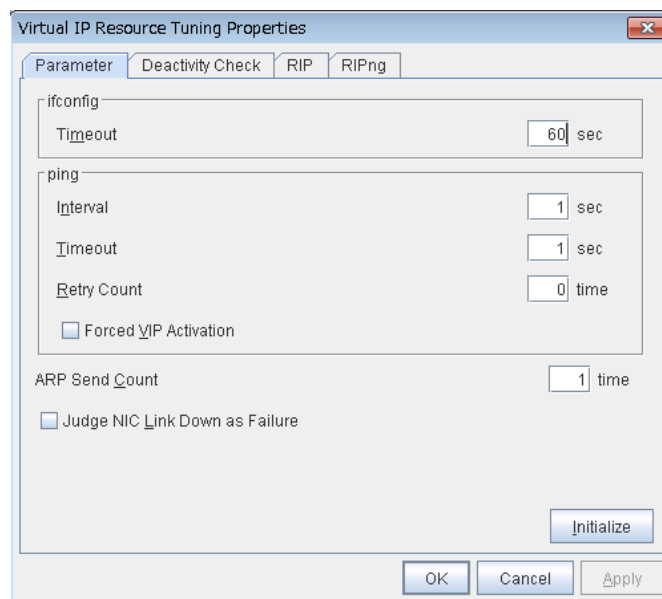 Virtual IP Resource Tuning Properties
Parameter Deactivity Check RIP RIPng
ifconfig
Timeout 60 sec
ping
Interval 1 sec
Timeout 1 sec
Retry Count 0 time
Forced VIP Activation
ARP Send Count 1 time
Judge NIC Link Down as Failure
Initialize
OK Cancel Apply